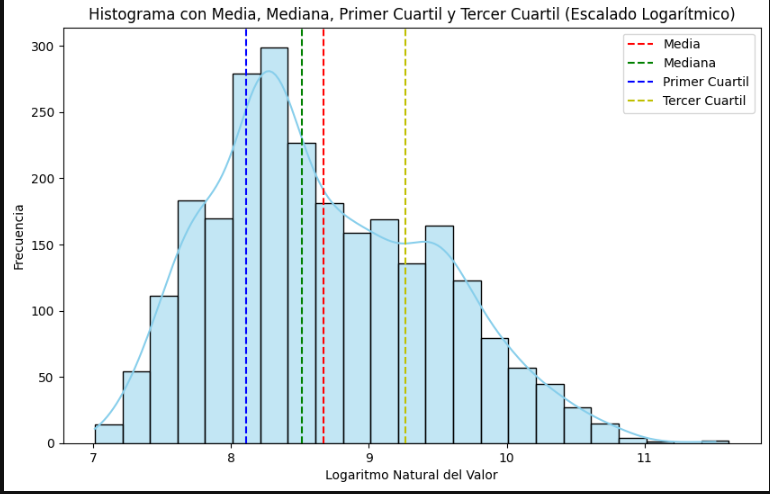 Histograma con Media, Mediana, Primer Cuartil y Tercer Cuartil (Escalado Logarítmico)
Media
Mediana
Primer Cuartil
Tercer Cuartil
300
250
200
150
100
50
0
Frecuencia
7 8 9 10 11
Logaritmo Natural del Valor